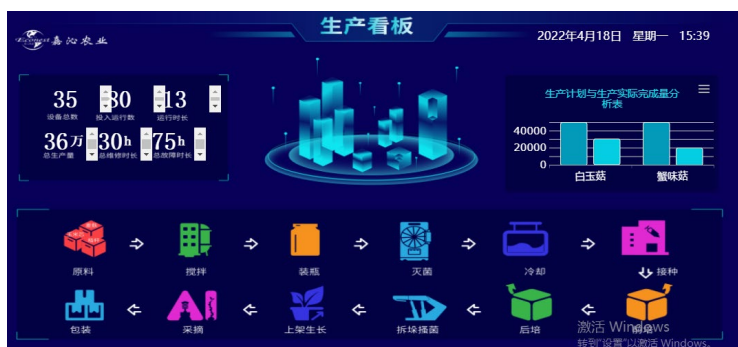 生产看板
Econest 嘉沁农业
2022年4月18日 星期一 15:39
35 30 13
设备总数 投入运行数 运行时长
36万 30h 75h
总生产量 总维修时长 总故障时长
生产计划与生产实际完成量分
析表
40000
20000
0
白玉菇 蟹味菇
原料 搅拌 装瓶 灭菌 冷却 接种
包装 采摘 上架生长 拆垛搔菌 后培
激活 Windows
转到"设置"以激活 Windows。